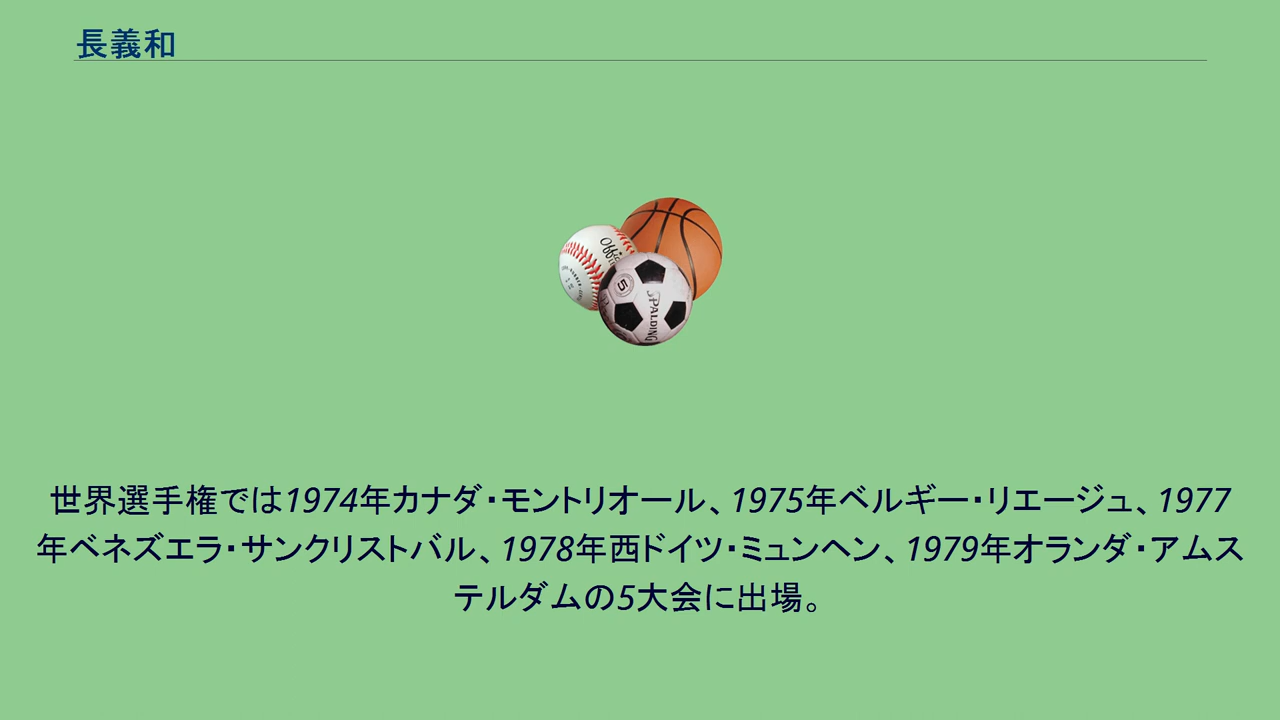 長義和
Offici
5
SPALDING
世界選手権では1974年カナダ・モントリオール、1975年ベルギー・リエージュ、1977
年ベネズエラ・サンクリストバル、1978年西ドイツ・ミュンヘン、1979年オランダ・アムス
テルダムの5大会に出場。